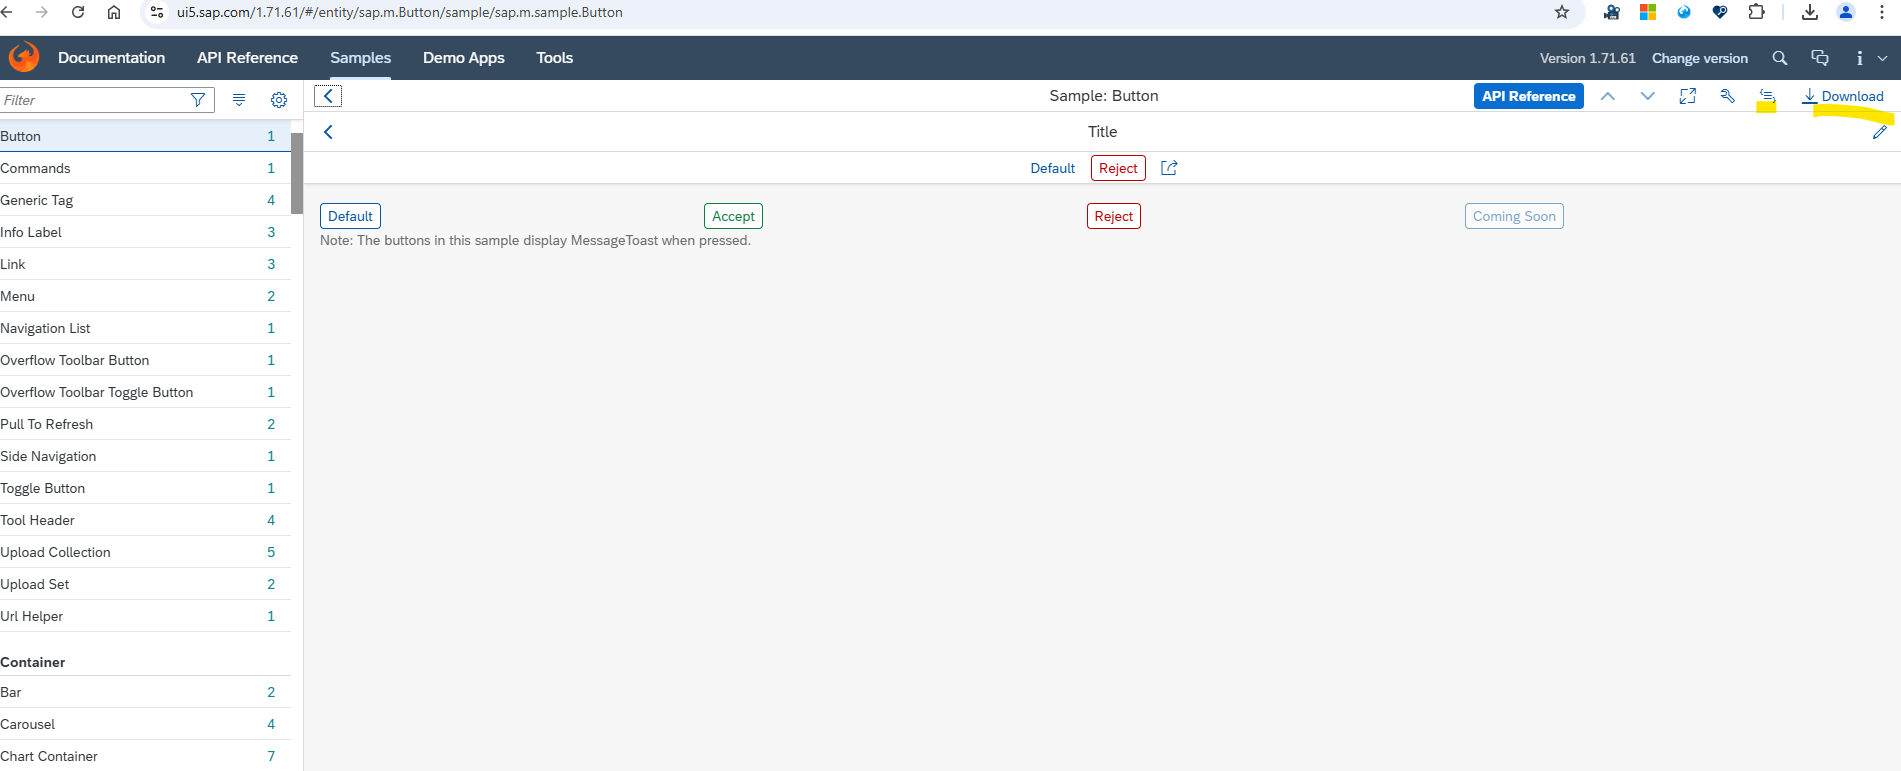 ui5.sap.com/1.71.61/#/entity/sap.m.Button/sample/sap.m.sample.Button
Documentation API Reference Samples Demo Apps Tools Version 1.71.61 Change version
Filter Sample: Button API Reference Download
Button 1
Title
Commands 1
Default Reject
Generic Tag 4
Default Accept Reject Coming Soon
Info Label 3
Note: The buttons in this sample display MessageToast when pressed.
Link 3
Menu 2
Navigation List 1
Overflow Toolbar Button 1
Overflow Toolbar Toggle Button 1
Pull To Refresh 2
Side Navigation 1
Toggle Button 1
Tool Header 4
Upload Collection 5
Upload Set 2
Url Helper 1
Container
Bar 2
Carousel 4
Chart Container 7